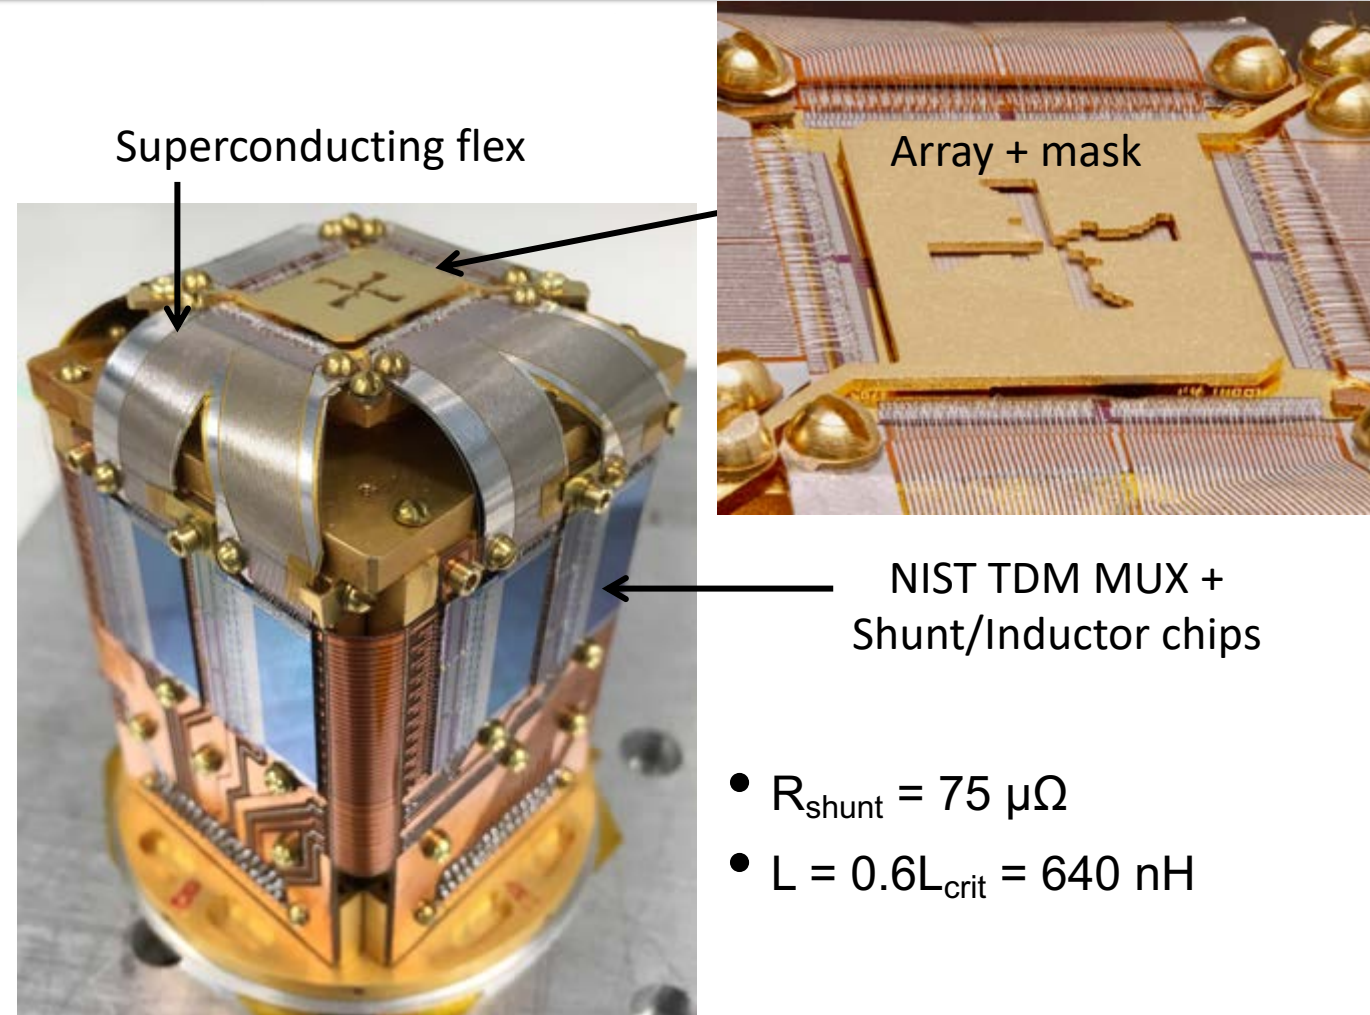 Superconducting flex
Array + mask
NIST TDM MUX +
Shunt/Inductor chips
• Rshunt = 75 µΩ
• L = 0.6Lcrit = 640 nH